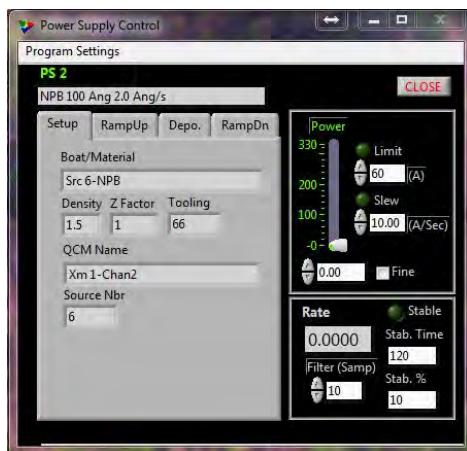 Power Supply Control
Program Settings
PS 2
NPB 100 Ang 2.0 Ang/s
CLOSE
Setup RampUp Depo. RampDn
Boat/Material
Src 6-NPB
Density Z Factor Tooling
1.5 1 66
QCM Name
Xm 1-Chan2
Source Nbr
6
Power
330
200
100
-0
0.00 Fine
Limit
60 (A)
Slew
10.00 (A/Sec)
Rate Stable
0.0000 Stab. Time
120
Filter (Samp)
10
Stab. %
10